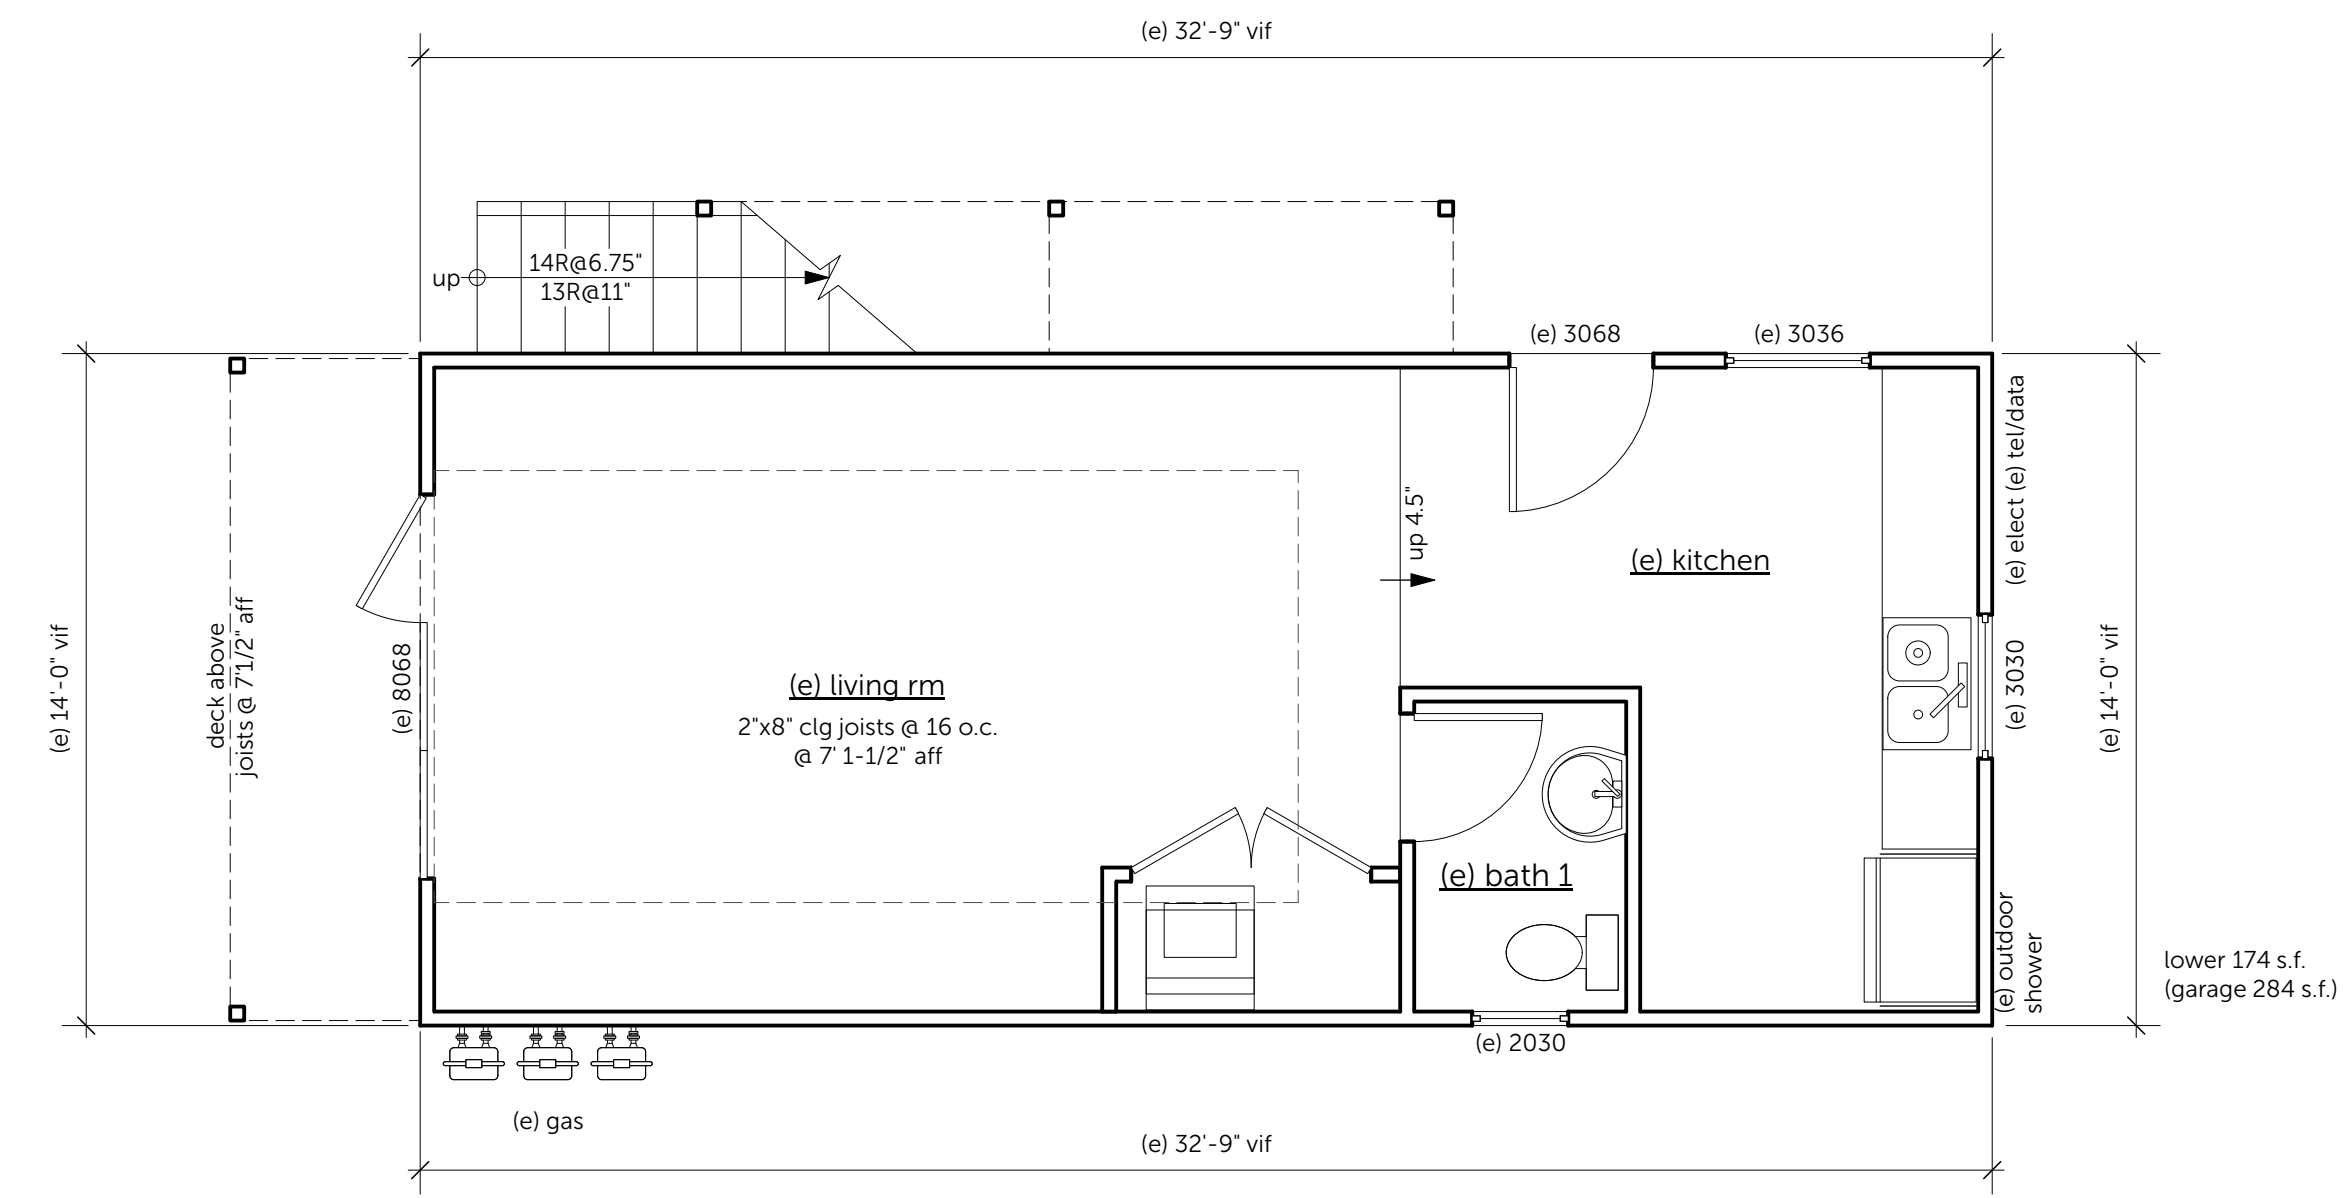 (e) 32'-9" vif
up
14R@6.75"
13R@11"
(e) 3068
(e) 3036
(e) elect (e) tel/data
up 4.5"
(e) kitchen
(e) 14'-0" vif
deck above
joists @ 7'1/2" aff
(e) 8068
(e) living rm
2"x8" clg joists @ 16 o.c.
@ 7' 1-1/2" aff
(e) 3030
(e) 14'-0" vif
(e) bath 1
(e) outdoor
shower
lower 174 s.f.
(garage 284 s.f.)
(e) 2030
(e) gas
(e) 32'-9" vif